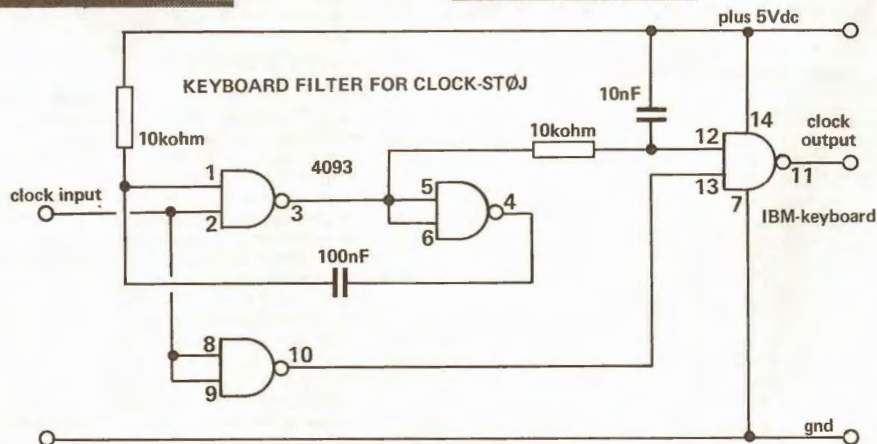 plus 5Vdc
KEYBOARD FILTER FOR CLOCK-STØJ
10nF
14
10kohm
10kohm
12
clock
output
1
4093
5
13
11
clock input
2
3
4
7
6
IBM-keyboard
100nF
8
10
9
gnd